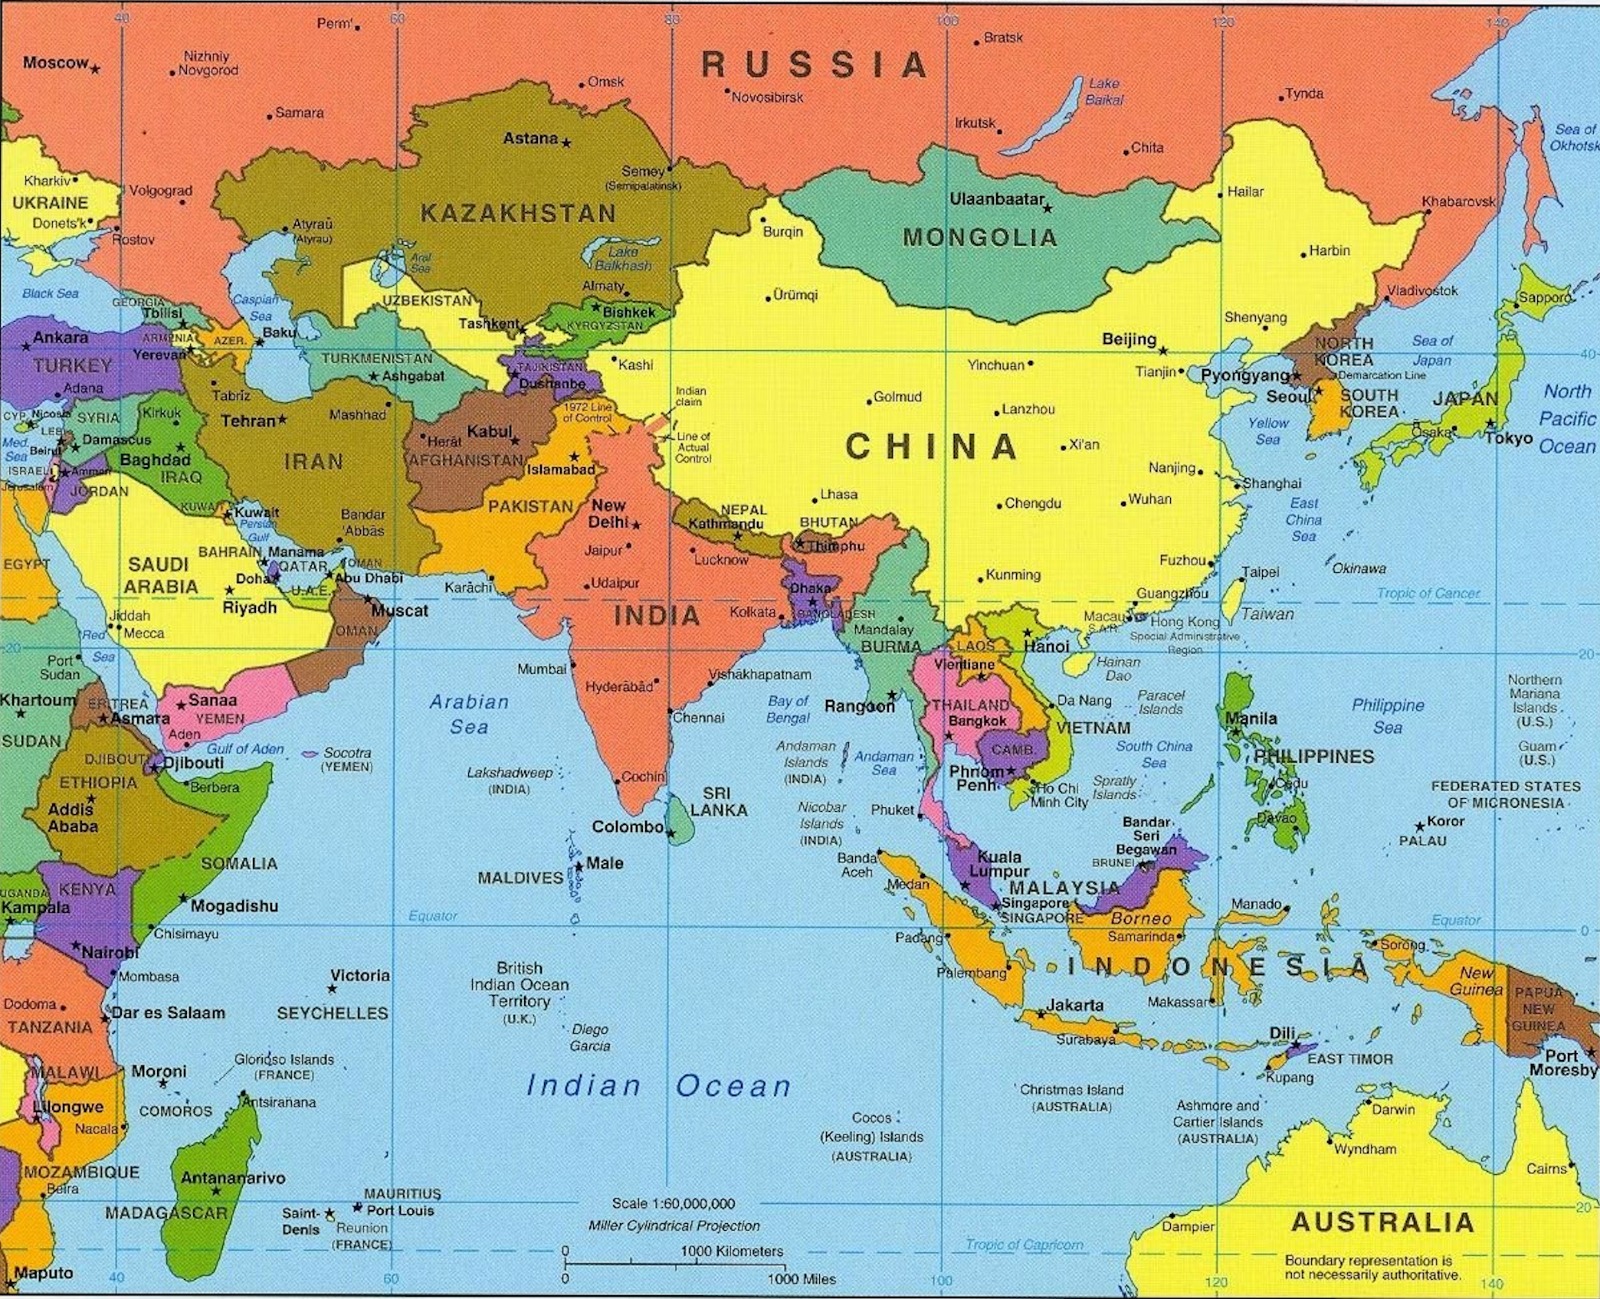 40
60
80
100
120
140
Perm'
Bratsk
Moscow
Nizhniy
Novgorod
RUSSIA
Omsk
Novosibirsk
Lake
Baikal
Tynda
Samara
Irkutsk
Chita
Sea of
Okhotsk
Astana
Semey
(Semipalatinsk)
Kharkiv
UKRAINE
Donets'k
Volgograd
Rostov
KAZAKHSTAN
Atyraū
(Atyrau)
Ulaanbaatar
MONGOLIA
Hailar
Khabarovsk
Burqin
Harbin
Aral
Sea
Lake
Balkhash
Black Sea
GEORGIA
Tbilisi
Caspian
Sea
UZBEKISTAN
Almaty
Ürümqi
Vladivostok
Sapporo
Bishkek
KYRGYZSTAN
Tashkent
Shenyang
Ankara
TURKEY
Adana
ARMENIA
Yerevan
AZER.
Baku
TURKMENISTAN
Ashgabat
TAJIKISTAN
Dushanbe
Kashi
Yinchuan
Beijing
Tianjin
Pyongyang
NORTH
KOREA
Demarcation Line
Seoul
SOUTH
KOREA
Sea of
Japan
40
JAPAN
Osaka
Tokyo
North
Pacific
Ocean
Tabriz
Tehran
Mashhad
1972 Line
of Control
Indian
claim
Line of
Actual
Control
Golmud
Lanzhou
Xi'an
CHINA
Yellow
Sea
CYP.
Nicosia
SYRIA
LEB.
Beirut
Damascus
Med.
Sea
ISRAEL
Jerusalem
Amman
JORDAN
Kirkuk
Baghdad
IRAQ
IRAN
Herāt
Kabul
AFGHANISTAN
Islamabad
PAKISTAN
New
Delhi
Nanjing
Shanghai
Lhasa
Chengdu
Wuhan
East
China
Sea
KUWAIT
Kuwait
Persian
Gulf
Bandar
'Abbās
NEPAL
Kathmandu
BHUTAN
Thimphu
Jaipur
Lucknow
EGYPT
SAUDI
ARABIA
BAHRAIN
Manama
QATAR
Doha
OMAN
Abu Dhabi
U.A.E.
Riyadh
Muscat
OMAN
Karāchi
Udaipur
INDIA
Kolkata
Dhaka
BANGLADESH
Kunming
Fuzhou
Okinawa
Taipei
Taiwan
Tropic of Cancer
Guangzhou
Macau
S.A.R.
Hong Kong
Special Administrative
Region
Jiddah
Mecca
Red
Sea
20
Mandalay
BURMA
LAOS
Vientiane
Hanoi
Hainan
Dao
20
Port
Sudan
Khartoum
SUDAN
ERITREA
Asmara
Sanaa
YEMEN
Aden
Gulf of Aden
Socotra
(YEMEN)
Arabian
Sea
Mumbai
Hyderābād
Vishākhapatnam
Chennai
Bay of
Bengal
Rangoon
THAILAND
Bangkok
Da Nang
VIETNAM
Paracel
Islands
Manila
PHILIPPINES
Philippine
Sea
Northern
Mariana
Islands
(U.S.)
Guam
(U.S.)
DJIBOUTI
Djibouti
ETHIOPIA
Addis
Ababa
Berbera
Lakshadweep
(INDIA)
Cochin
Andaman
Islands
(INDIA)
Andaman
Sea
CAMB.
Phnom
Penh
Ho Chi
Minh City
South China
Sea
Spratly
Islands
Cebu
Davao
FEDERATED STATES
OF MICRONESIA
Koror
PALAU
SRI
LANKA
Colombo
Nicobar
Islands
(INDIA)
Phuket
Bandar
Seri
Begawan
BRUNEI
SOMALIA
UGANDA
Kampala
KENYA
Mogadishu
MALDIVES
Male
Banda
Aceh
Medan
Kuala
Lumpur
MALAYSIA
Singapore
SINGAPORE
Borneo
Samarinda
Manado
Equator
Equator
0
Chisimayu
Nairobi
Mombasa
Padang
Palembang
INDONESIA
Sorong
New
Guinea
PAPUA
NEW
GUINEA
Dodoma
TANZANIA
Dar es Salaam
Victoria
SEYCHELLES
British
Indian Ocean
Territory
(U.K.)
Diego
Garcia
Jakarta
Surabaya
Makassar
Dili
EAST TIMOR
Kupang
Port
Moresby
MALAWI
Lilongwe
Moroni
COMOROS
Glorioso Islands
(FRANCE)
Antsiranana
Indian Ocean
Christmas Island
(AUSTRALIA)
Cocos
(Keeling) Islands
(AUSTRALIA)
Ashmore and
Cartier Islands
(AUSTRALIA)
Darwin
Wyndham
Cairns
Nacala
MOZAMBIQUE
Beira
Antananarivo
MADAGASCAR
MAURITIUS
Port Louis
Saint-
Denis
Reunion
(FRANCE)
Scale 1:60,000,000
Miller Cylindrical Projection
0
1000 Kilometers
0
1000 Miles
20
Dampier
AUSTRALIA
Tropic of Capricorn
Boundary representation is
not necessarily authoritative.
Maputo
40
60
100
120
140